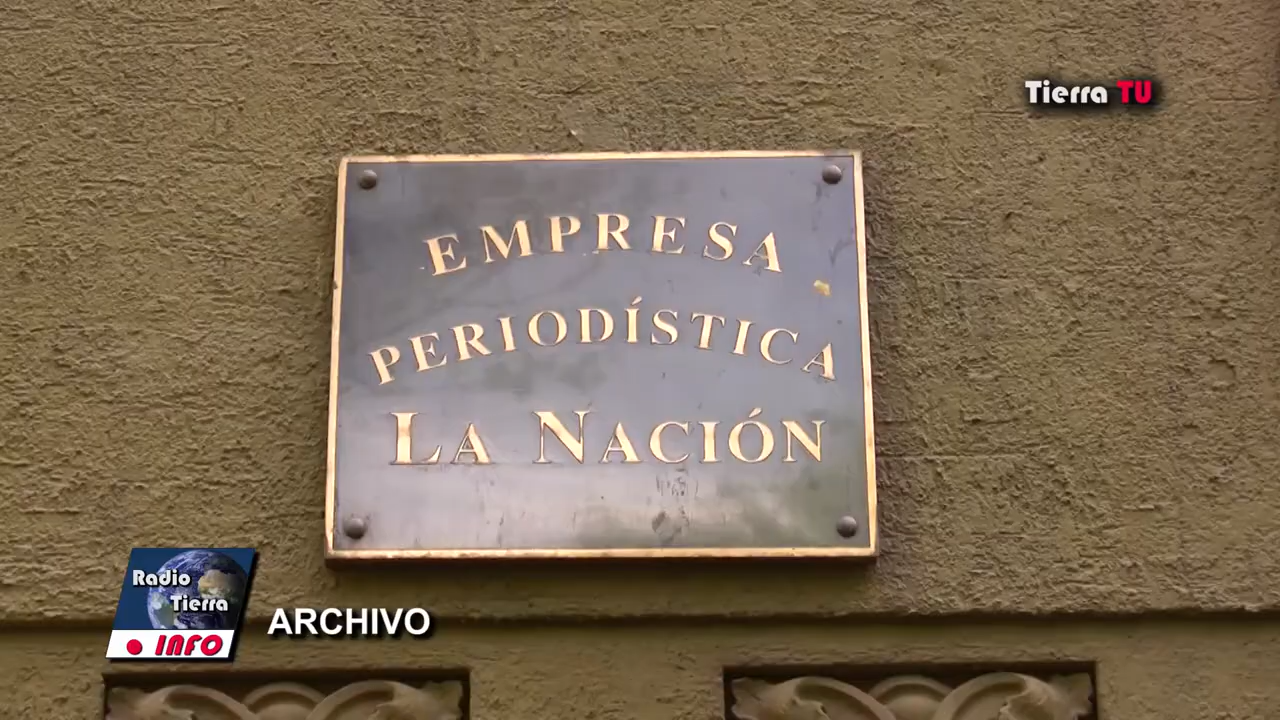 Tierra TU
EMPRESA
PERIODÍSTICA
LA NACIÓN
Radio
Tierra
INFO
ARCHIVO